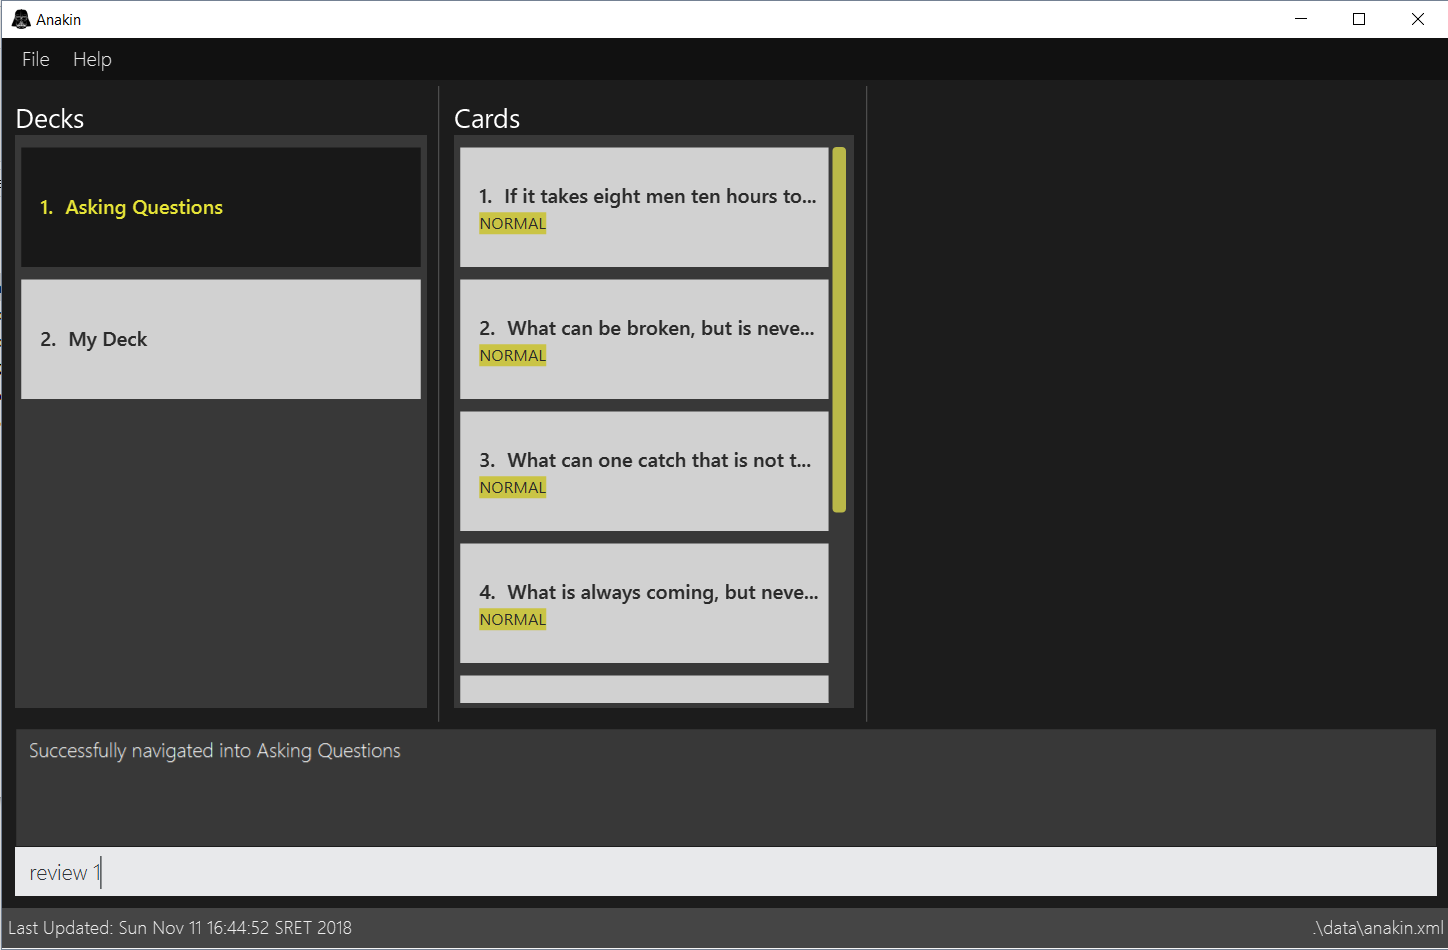 Anakin
File Help
Decks
1. Asking Questions
2. My Deck
Cards
1. If it takes eight men ten hours to...
NORMAL
2. What can be broken, but is neve...
NORMAL
3. What can one catch that is not t...
NORMAL
4. What is always coming, but neve...
NORMAL
Successfully navigated into Asking Questions
review 1
Last Updated: Sun Nov 11 16:44:52 SRET 2018
.\data\anakin.xml